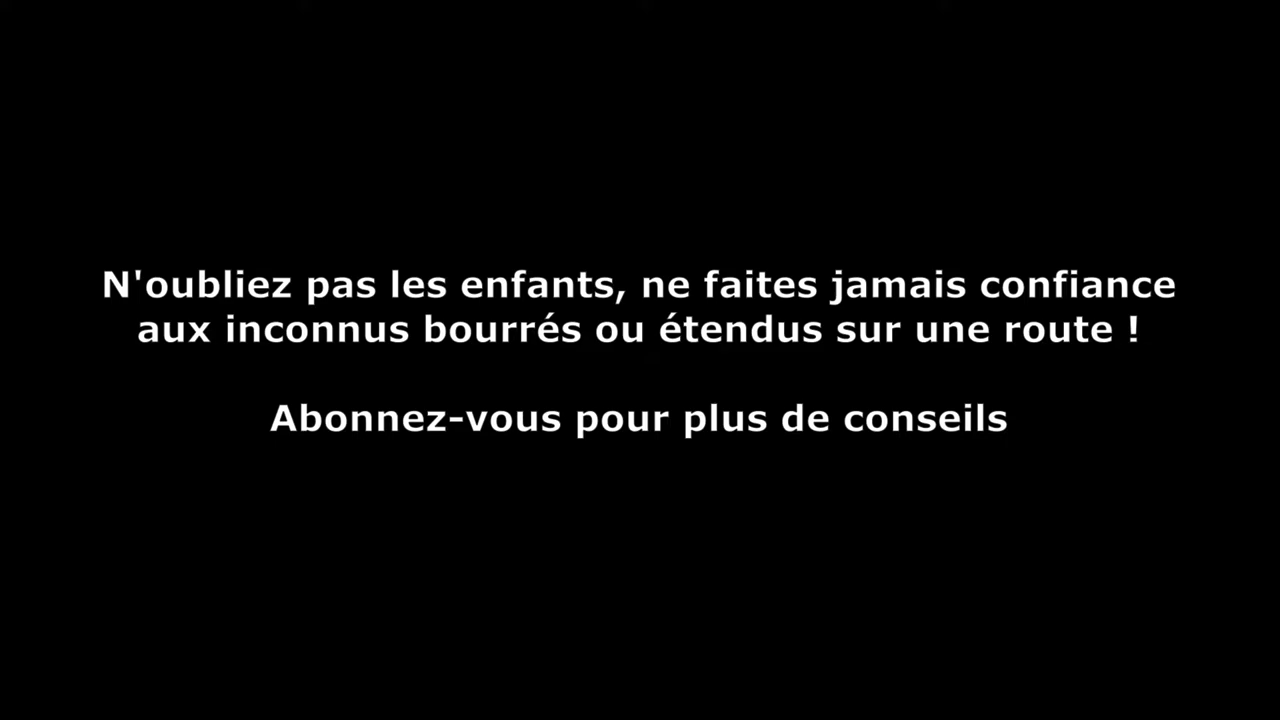 N'oubliez pas les enfants, ne faites jamais confiance
aux inconnus bourrés ou étendus sur une route !
Abonnez-vous pour plus de conseils